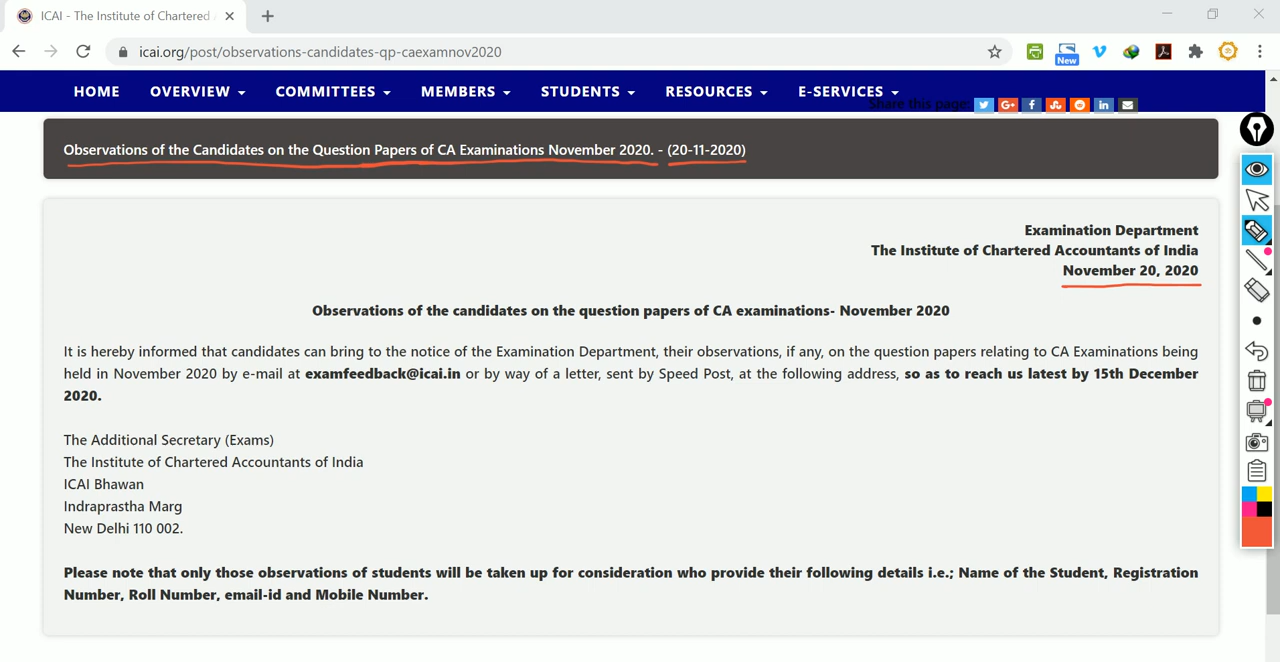 ICAI - The Institute of Chartered
icai.org/post/observations-candidates-qp-caexamnov2020
New
HOME OVERVIEW COMMITTEES MEMBERS STUDENTS RESOURCES E-SERVICES
Share this page:
Observations of the Candidates on the Question Papers of CA Examinations November 2020. - (20-11-2020)
Examination Department
The Institute of Chartered Accountants of India
November 20, 2020
Observations of the candidates on the question papers of CA examinations- November 2020
It is hereby informed that candidates can bring to the notice of the Examination Department, their observations, if any, on the question papers relating to CA Examinations being
held in November 2020 by e-mail at examfeedback@icai.in or by way of a letter, sent by Speed Post, at the following address, so as to reach us latest by 15th December
2020.
The Additional Secretary (Exams)
The Institute of Chartered Accountants of India
ICAI Bhawan
Indraprastha Marg
New Delhi 110 002.
Please note that only those observations of students will be taken up for consideration who provide their following details i.e.; Name of the Student, Registration
Number, Roll Number, email-id and Mobile Number.